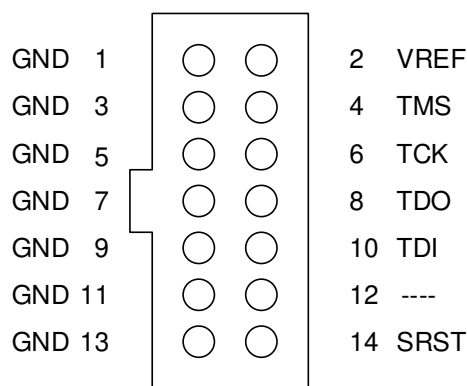 GND 1 2 VREF
GND 3 4 TMS
GND 5 6 TCK
GND 7 8 TDO
GND 9 10 TDI
GND 11 12 ----
GND 13 14 SRST